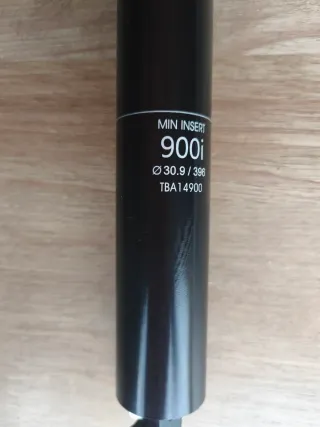 MIN INSERT
900i
Ø 30.9 / 396
TBA14900